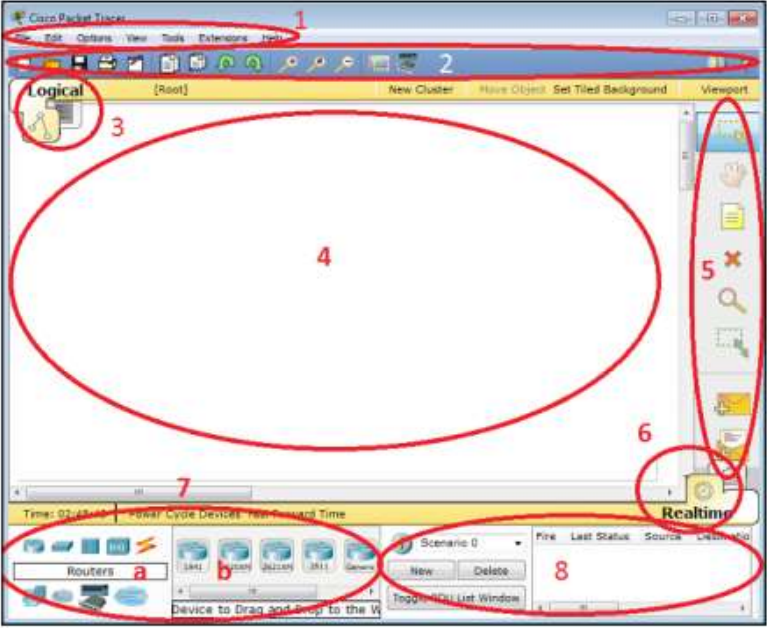 Cisco Packet Tracer
1
File Edit Options View Tools Extensions Help
2
Logical [Root] New Cluster Move Object Set Tiled Background Viewport
3
4
5
6
7
Time: 02:48:40 Power Cycle Devices Fast Forward Time Realtime
Routers
a
b
1841 2620XM 2621XM 2811 Generic
Device to Drag and Drop to the W
Scenario 0
New Delete
Toggle PDU List Window
Fire Last Status Source Destinatio
8